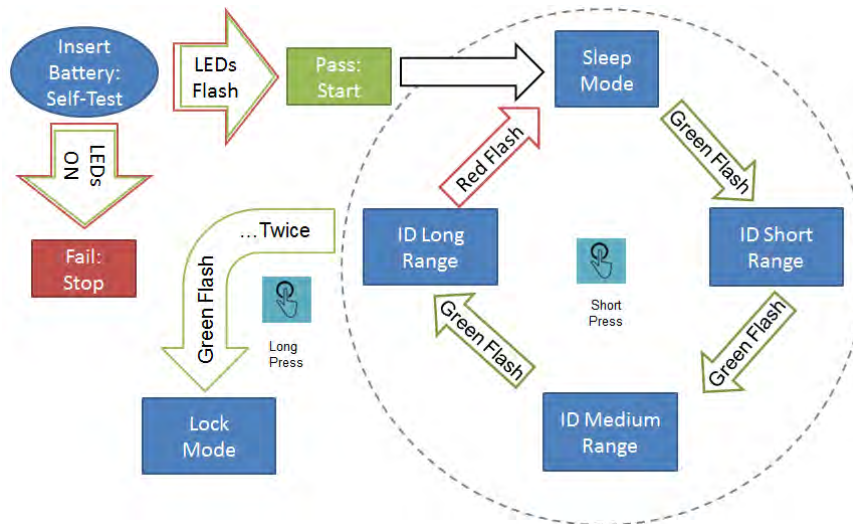 Insert
Battery:
Self-Test
LEDs
Flash
Pass:
Start
Sleep
Mode
LEDs
ON
Fail:
Stop
Green Flash
Red Flash
…Twice
Green Flash
Long
Press
ID Long
Range
Short
Press
ID Short
Range
Green Flash
Green Flash
Lock
Mode
ID Medium
Range